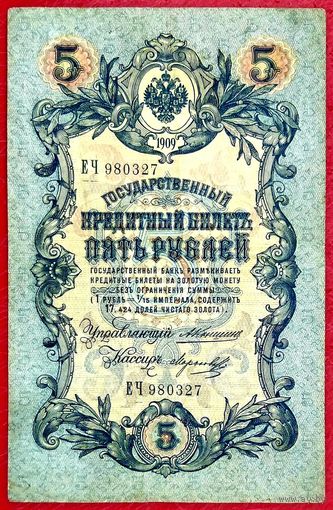 5 5
1909
ЕЧ 980327
ГОСУДАРСТВЕННЫЙ
КРЕДИТНЫЙ БИЛЕТЪ
ПЯТЬ РУБЛЕЙ
ГОСУДАРСТВЕННЫЙ БАНКЪ РАЗМѢНИВАЕТЪ
КРЕДИТНЫЕ БИЛЕТЫ НА ЗОЛОТУЮ МОНЕТУ
БЕЗЪ ОГРАНИЧЕНІЯ СУММЫ
(1 РУБЛЬ = 1/15 ИМПЕРІАЛА, СОДЕРЖИТЪ
17,424 ДОЛЕЙ ЧИСТАГО ЗОЛОТА).
Управляющій
Кассиръ
ЕЧ 980327
5